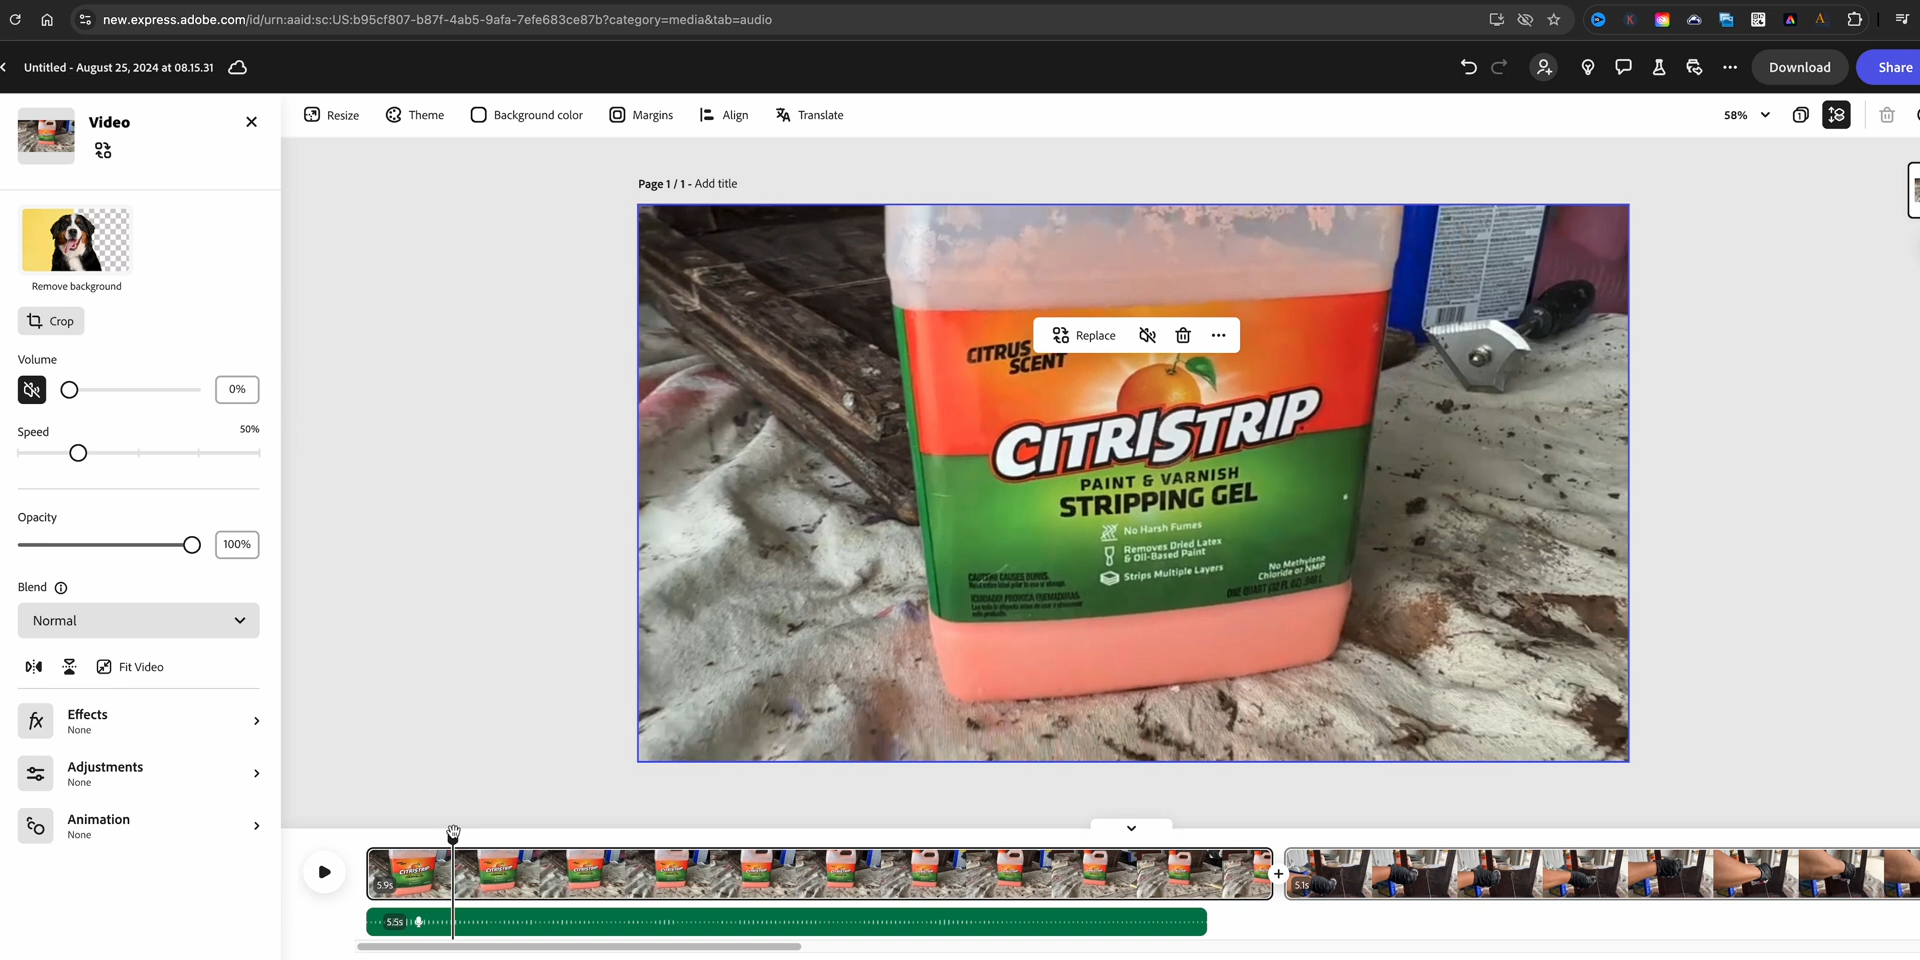 new.express.adobe.com/id/urn:aaid:sc:US:b95cf807-b87f-4ab5-9afa-7efe683ce87b?category=media&tab=audio
Untitled - August 25, 2024 at 08.15.31
Download
Share
Video
Resize
Theme
Background color
Margins
Align
Translate
58%
Page 1 / 1 - Add title
Remove background
Crop
Volume
0%
Speed
50%
Opacity
100%
Blend
Normal
Fit Video
Effects
None
Adjustments
None
Animation
None
Replace
CITRUS
SCENT
CITRISTRIP
PAINT & VARNISH
STRIPPING GEL
No Harsh Fumes
Removes Dried Latex
& Oil-Based Paint
Strips Multiple Layers
No Methylene
Chloride or NMP
5.9s
5.1s
5.5s